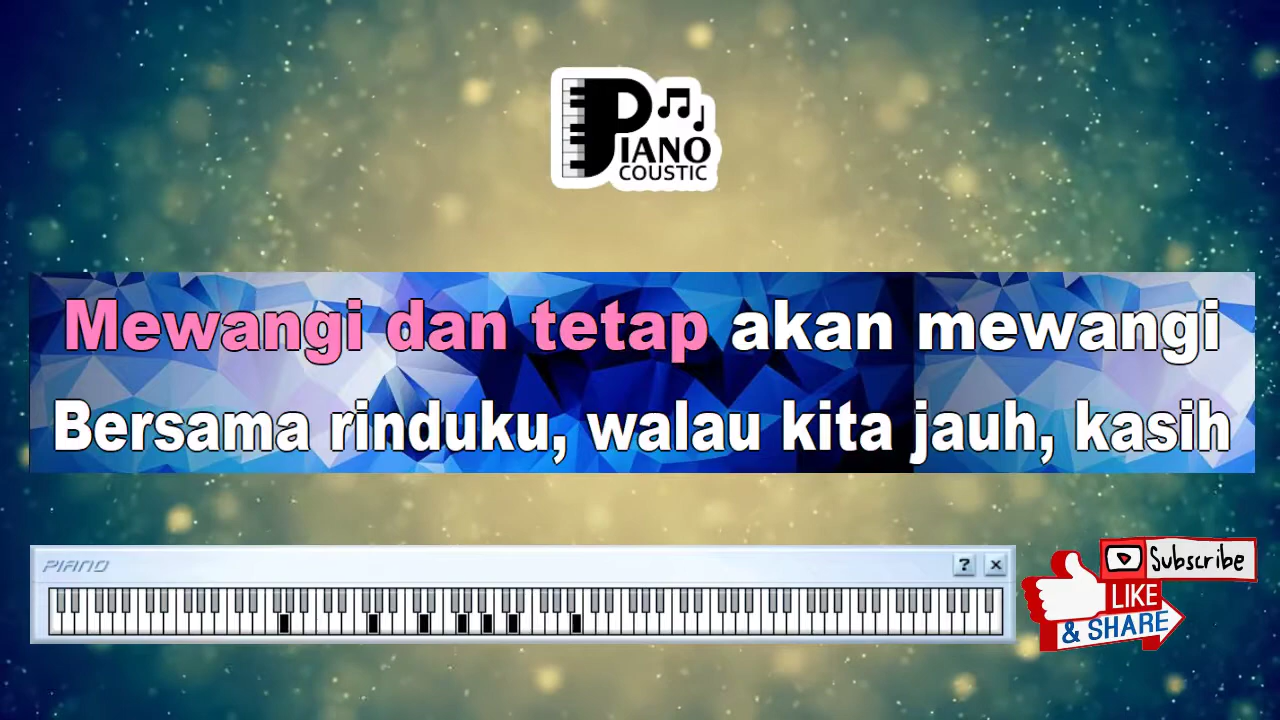 PIANO
COUSTIC
Mewangi dan tetap akan mewangi
Bersama rinduku, walau kita jauh, kasih
PIANO
? ×
Subscribe
LIKE
& SHARE